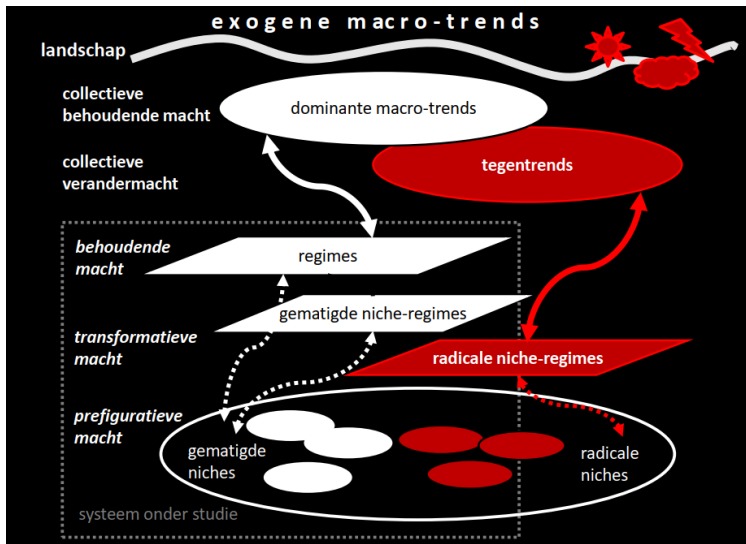 exogene macro-trends
landschap
collectieve
behoudende macht
dominante macro-trends
collectieve
verandermacht
tegentrends
behoudende
macht
regimes
gematigde niche-regimes
transformatieve
macht
radicale niche-regimes
prefiguratieve
macht
gematigde
niches
radicale
niches
systeem onder studie